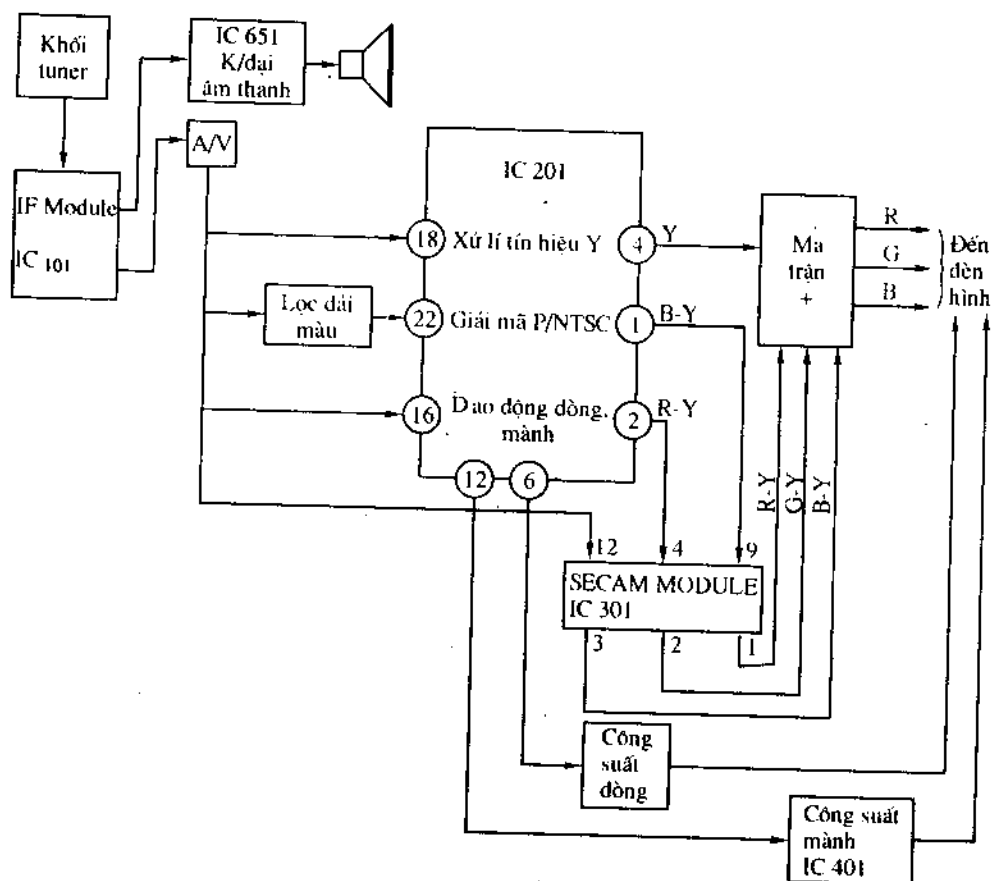 Khối
tuner
IC 651
K/đại
âm thanh
A/V
IF Module
IC 101
IC 201
18
Xử lí tín hiệu Y
4
Y
Lọc dải
màu
22
Giải mã P/NTSC
1
B-Y
16
Dao động dòng,
mành
2
R-Y
12
6
Ma
trận
+
R
G
B
Đến
đèn
hình
R-Y
G-Y
B-Y
12
4
9
SECAM MODULE
IC 301
3
2
1
Công
suất
dòng
Công suất
mành
IC 401